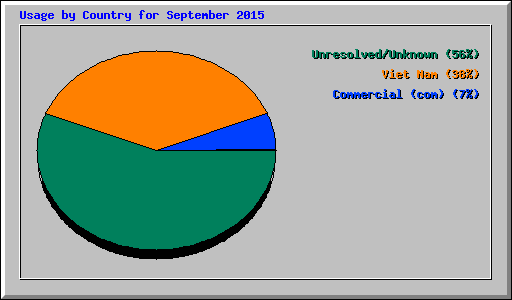 Usage by Country for September 2015
Unresolved/Unknown (56%)
Viet Nam (38%)
Commercial (com) (7%)